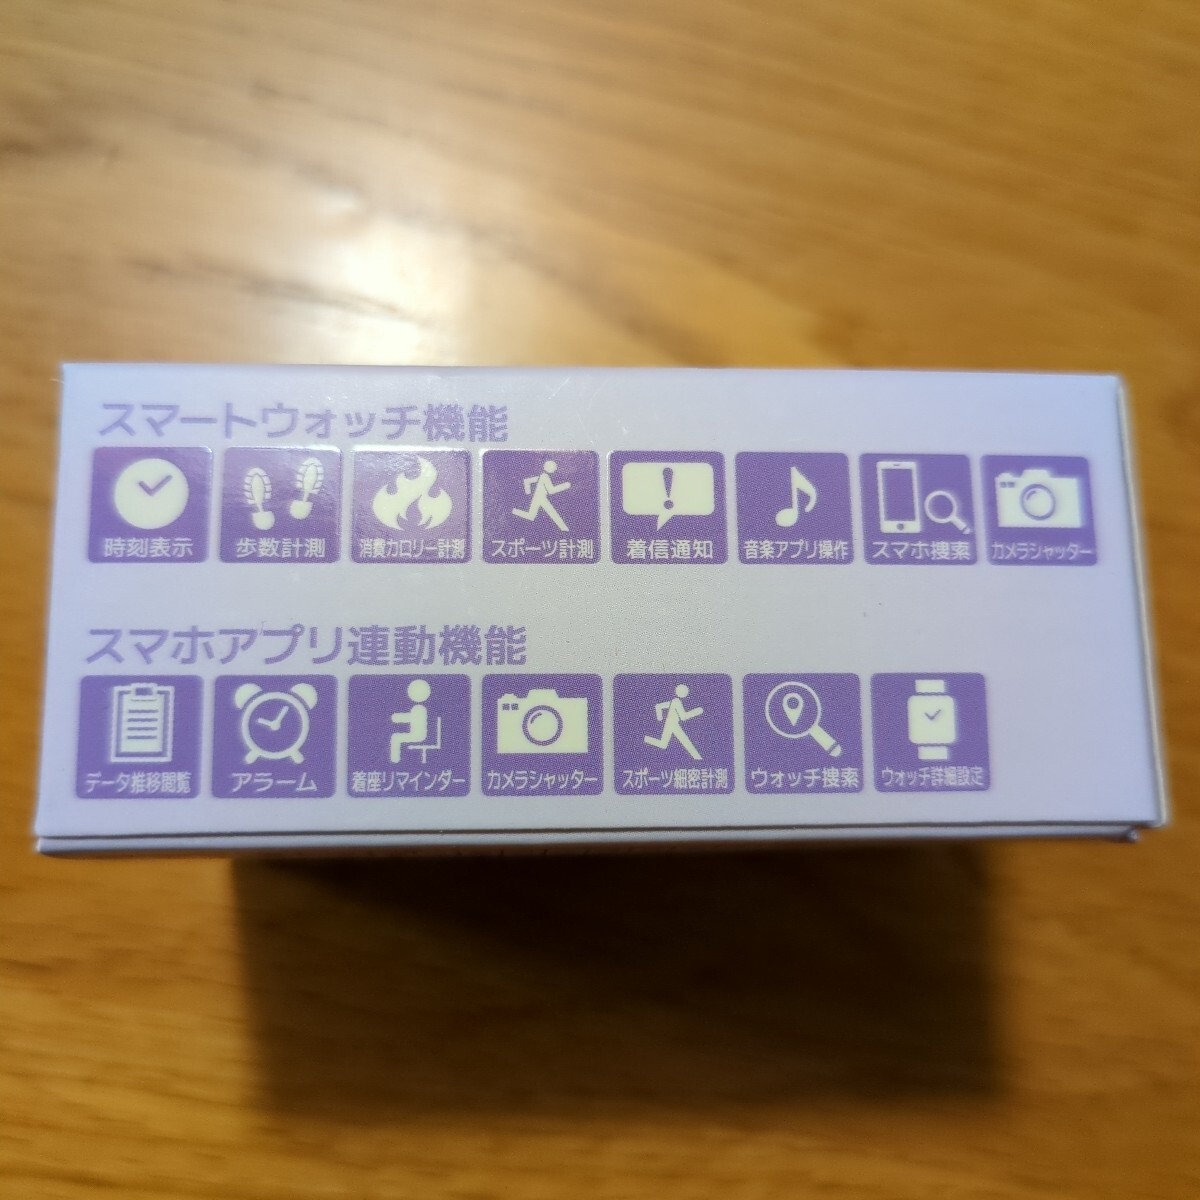 スマートウォッチ機能
時刻表示 歩数計測 消費カロリー計測 スポーツ計測 着信通知 音楽アプリ操作 スマホ捜索 カメラシャッター
スマホアプリ連動機能
データ推移閲覧 アラーム 着座リマインダー カメラシャッター スポーツ細密計測 ウォッチ捜索 ウォッチ詳細設定